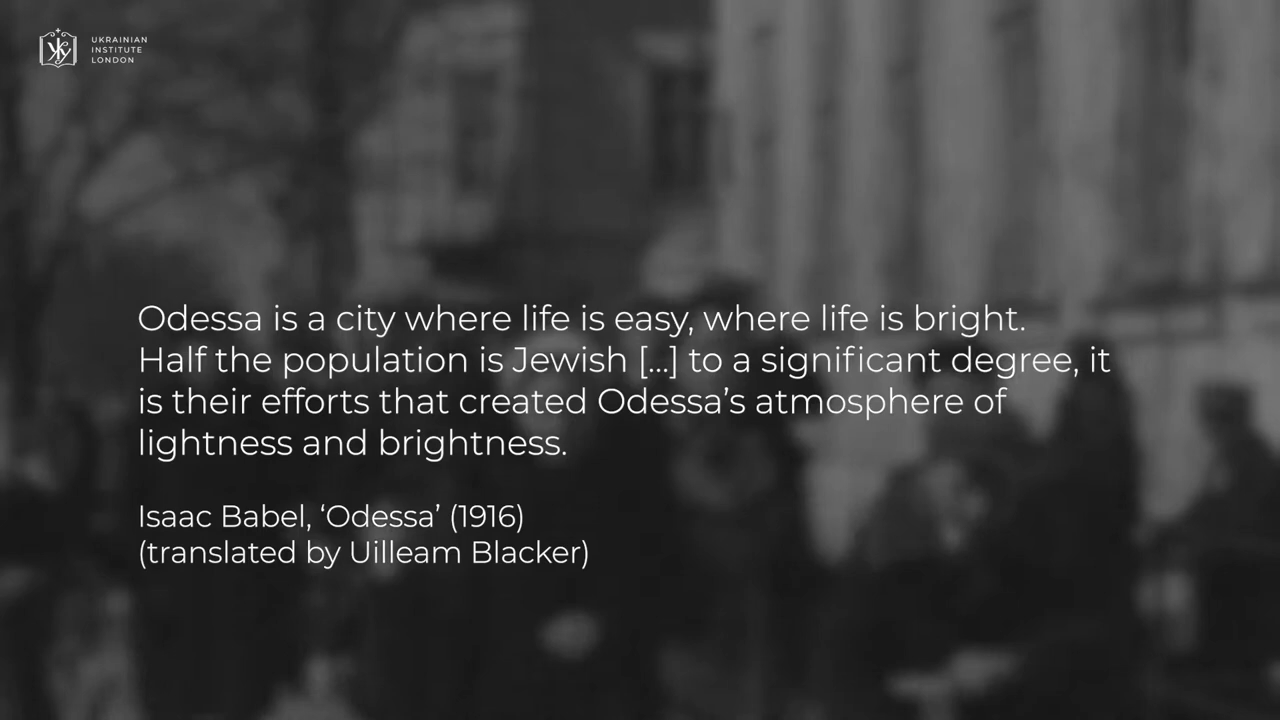 UKRAINIAN
INSTITUTE
LONDON
Odessa is a city where life is easy, where life is bright.
Half the population is Jewish [...] to a significant degree, it
is their efforts that created Odessa’s atmosphere of
lightness and brightness.
Isaac Babel, ‘Odessa’ (1916)
(translated by Uilleam Blacker)